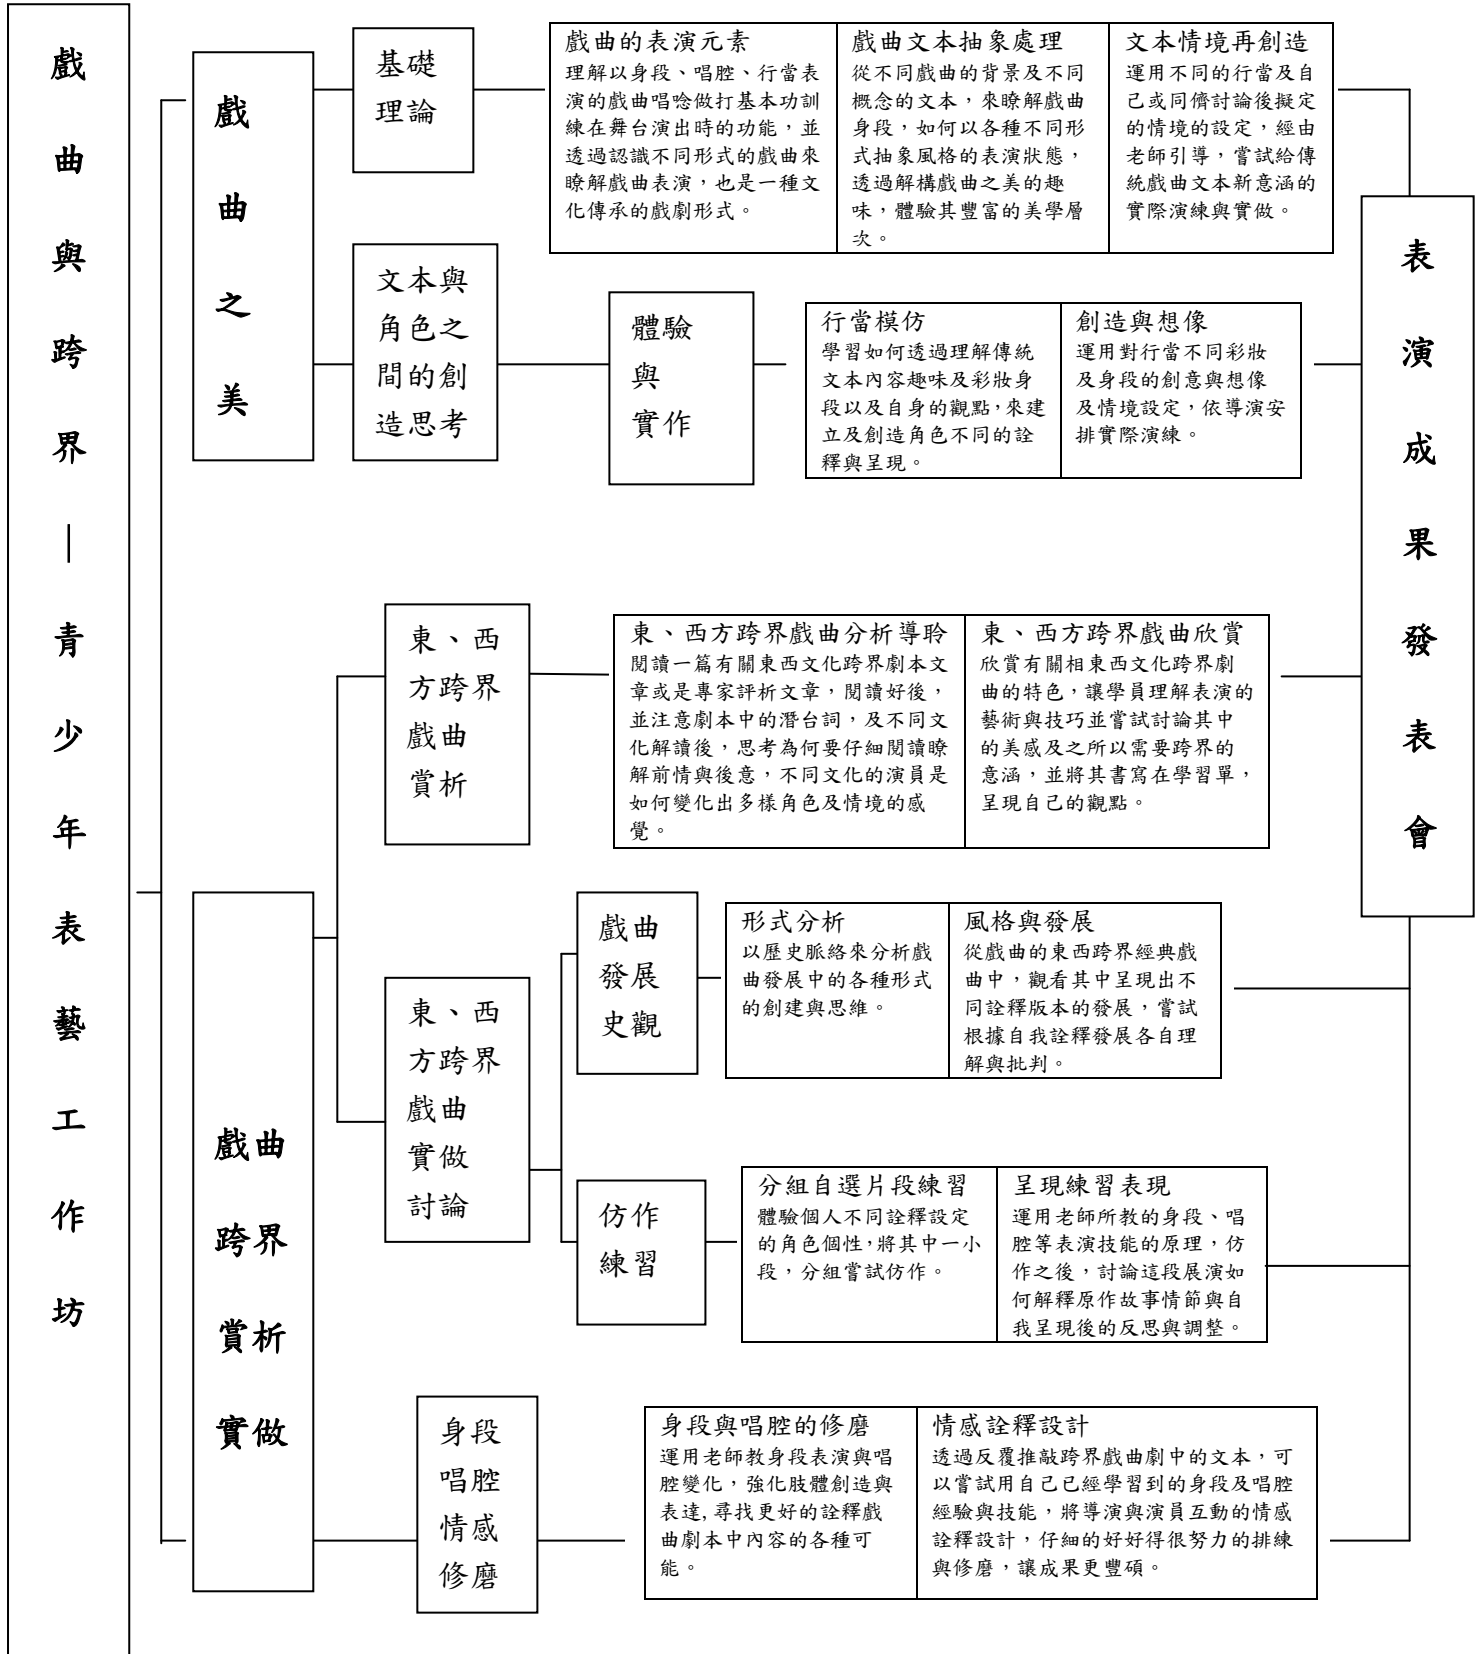 戲曲與跨界｜青少年表藝工作坊
戲曲之美
基礎
理論
戲曲的表演元素
理解以身段、唱腔、行當表
演的戲曲唱唸做打基本功訓
練在舞台演出時的功能，並
透過認識不同形式的戲曲來
瞭解戲曲表演，也是一種文
化傳承的戲劇形式。
戲曲文本抽象處理
從不同戲曲的背景及不同
概念的文本，來瞭解戲曲
身段，如何以各種不同形
式抽象風格的表演狀態，
透過解構戲曲之美的趣
味，體驗其豐富的美學層
次。
文本情境再創造
運用不同的行當及自
己或同儕討論後擬定
的情境的設定，經由
老師引導，嘗試給傳
統戲曲文本新意涵的
實際演練與實做。
文本與
角色之
間的創
造思考
體驗
與
實作
行當模仿
學習如何透過理解傳統
文本內容趣味及彩妝身
段以及自身的觀點，來建
立及創造角色不同的詮
釋與呈現。
創造與想像
運用對行當不同彩妝
及身段的創意與想像
及情境設定，依導演安
排實際演練。
表演成果發表會
戲曲
跨界
賞析
實做
東、西
方跨界
戲曲
賞析
東、西方跨界戲曲分析導聆
閱讀一篇有關東西文化跨界劇本文
章或是專家評析文章，閱讀好後，
並注意劇本中的潛台詞，及不同文
化解讀後，思考為何要仔細閱讀瞭
解前情與後意，不同文化的演員是
如何變化出多樣角色及情境的感
覺。
東、西方跨界戲曲欣賞
欣賞有關相東西文化跨界劇
曲的特色，讓學員理解表演的
藝術與技巧並嘗試討論其中
的美感及之所以需要跨界的
意涵，並將其書寫在學習單，
呈現自己的觀點。
東、西
方跨界
戲曲
實做
討論
戲曲
發展
史觀
形式分析
以歷史脈絡來分析戲
曲發展中的各種形式
的創建與思維。
風格與發展
從戲曲的東西跨界經典戲
曲中，觀看其中呈現出不
同詮釋版本的發展，嘗試
根據自我詮釋發展各自理
解與批判。
仿作
練習
分組自選片段練習
體驗個人不同詮釋設定
的角色個性，將其中一小
段，分組嘗試仿作。
呈現練習表現
運用老師所教的身段、唱
腔等表演技能的原理，仿
作之後，討論這段展演如
何解釋原作故事情節與自
我呈現後的反思與調整。
身段
唱腔
情感
修磨
身段與唱腔的修磨
運用老師教身段表演與唱
腔變化，強化肢體創造與
表達,尋找更好的詮釋戲
曲劇本中內容的各種可
能。
情感詮釋設計
透過反覆推敲跨界戲曲劇中的文本，可
以嘗試用自己已經學習到的身段及唱腔
經驗與技能，將導演與演員互動的情感
詮釋設計，仔細的好好得很努力的排練
與修磨，讓成果更豐碩。